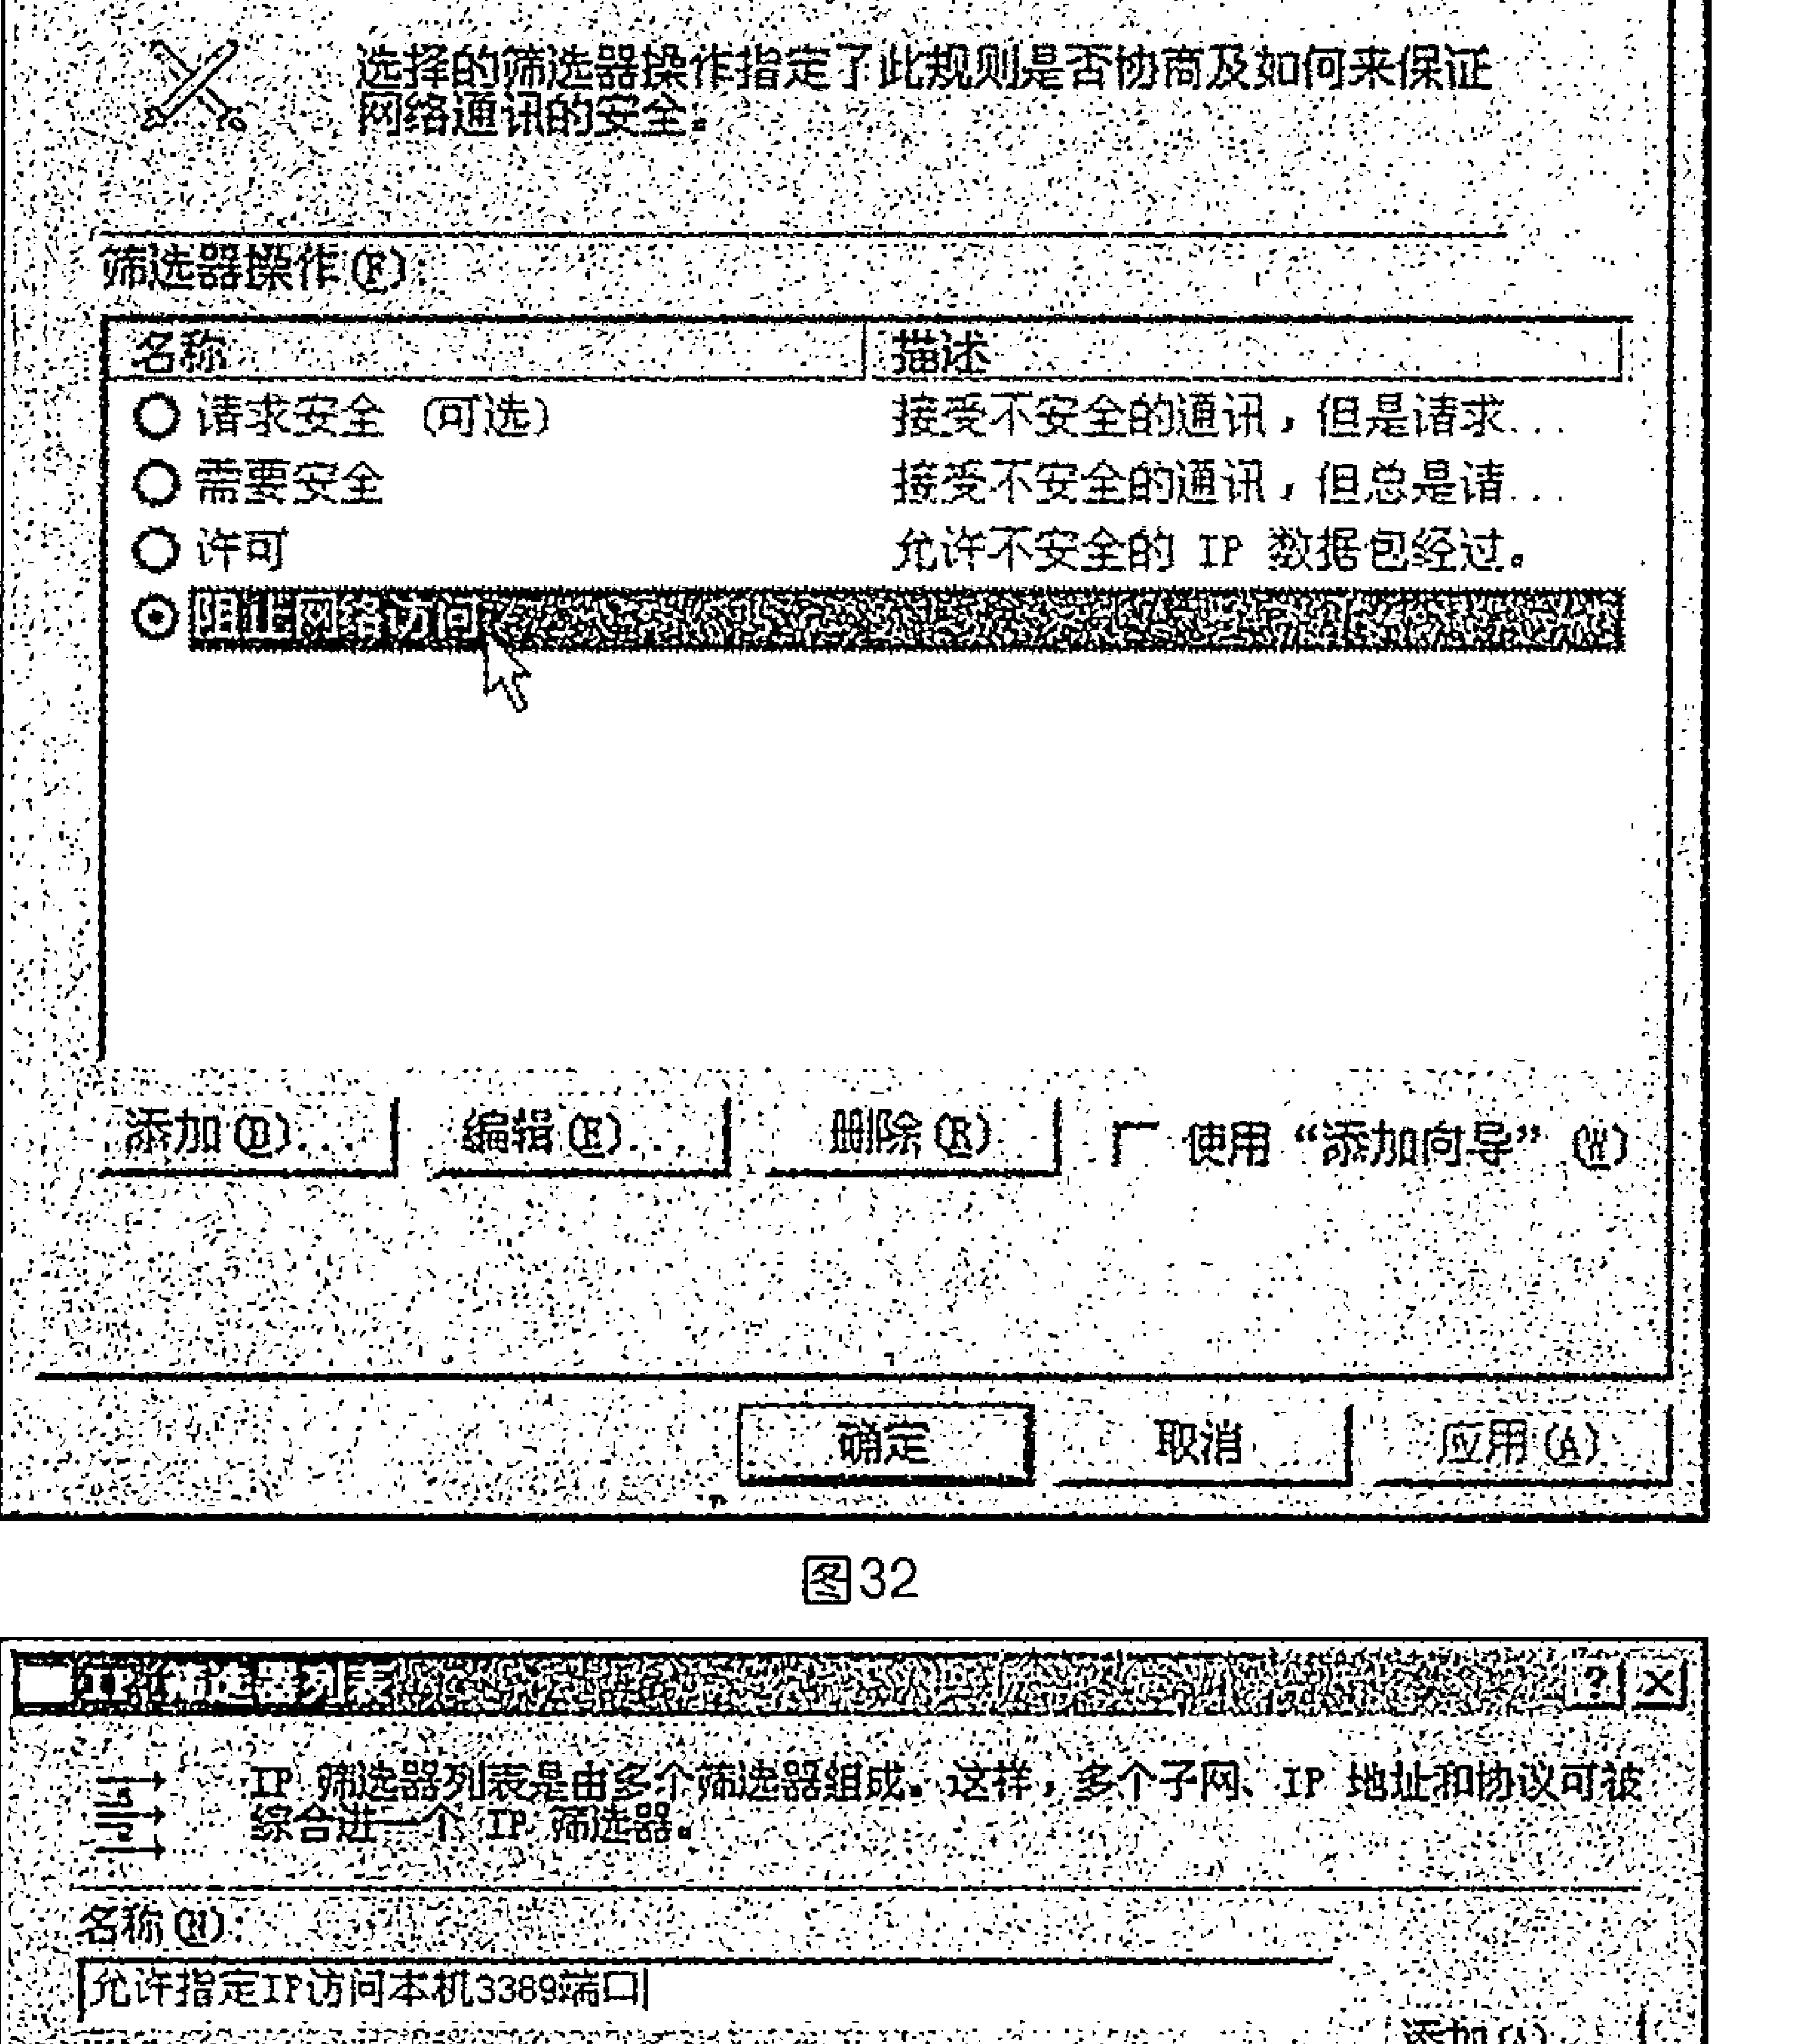 选择的筛选器操作指定了此规则是否协商及如何来保证
网络通讯的安全。
筛选器操作(F):
名称 描述
请求安全 (可选) 接受不安全的通讯，但是请求...
需要安全 接受不安全的通讯，但总是请...
许可 允许不安全的 IP 数据包经过。
阻止网络访问
添加(D)... 编辑(E)... 删除(R) 使用“添加向导”(W)
确定 取消 应用(A)
图32
IP 筛选器列表
IP 筛选器列表是由多个筛选器组成。这样，多个子网、IP 地址和协议可被
综合进一个 IP 筛选器。
名称(N):
允许指定IP访问本机3389端口
添加(A)...